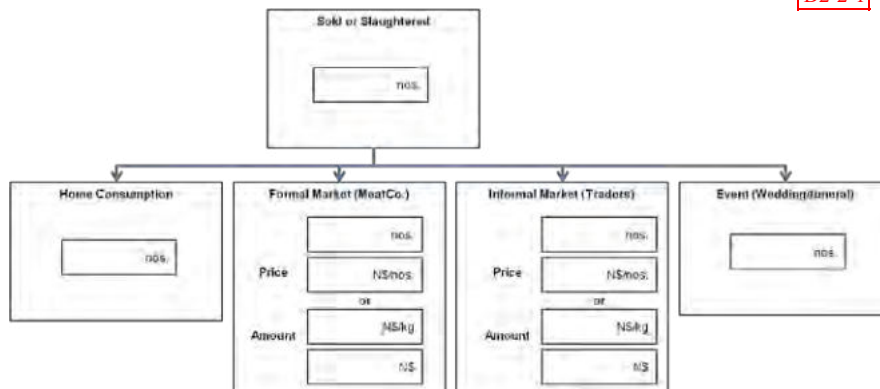 Sold or Slaughtered
nos.
Home Consumption
nos.
Formal Market (MeatCo.)
nos.
Price N$/nos.
or
Amount N$/kg
N$
Informal Market (Traders)
nos.
Price N$/nos.
or
Amount N$/kg
N$
Event (Wedding/funeral)
nos.